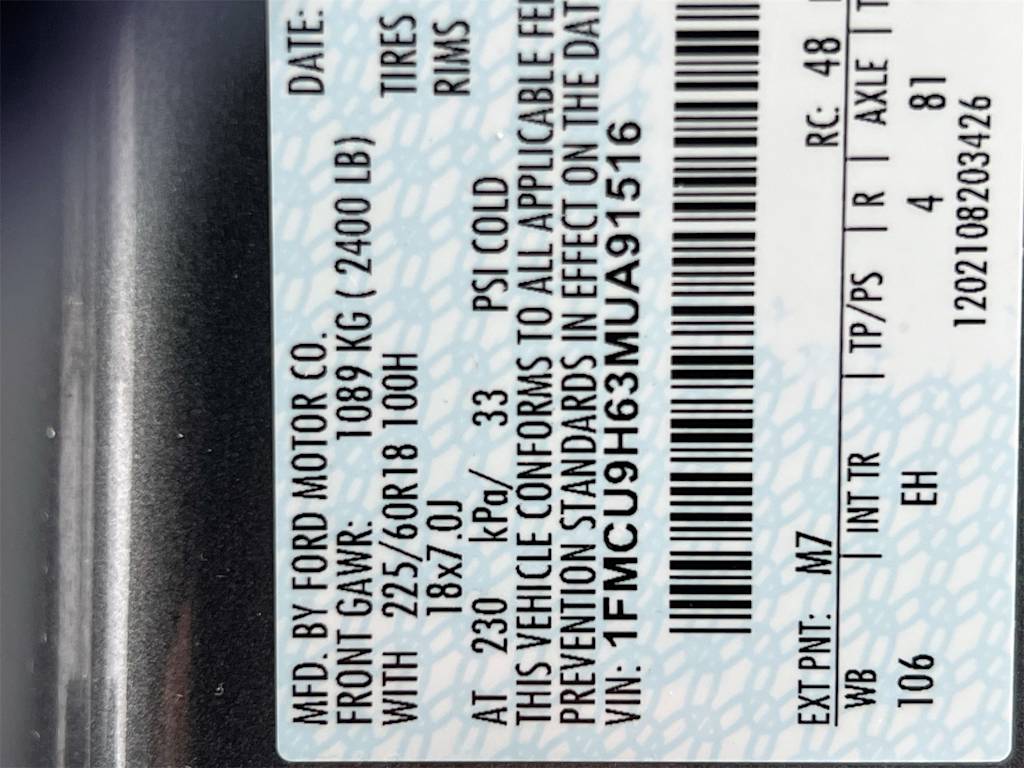 MFD. BY FORD MOTOR CO. DATE:
FRONT GAWR: 1089 KG ( 2400 LB)
WITH 225/60R18 100H TIRES
18x7.0J RIMS
AT 230 kPa/ 33 PSI COLD
THIS VEHICLE CONFORMS TO ALL APPLICABLE
PREVENTION STANDARDS IN EFFECT ON THE
VIN: 1FMCU9H63MUA91516
EXT PNT: M7 RC: 48
WB | INT TR | TP/PS | R | AXLE |
106 EH 4 81
1202108203426